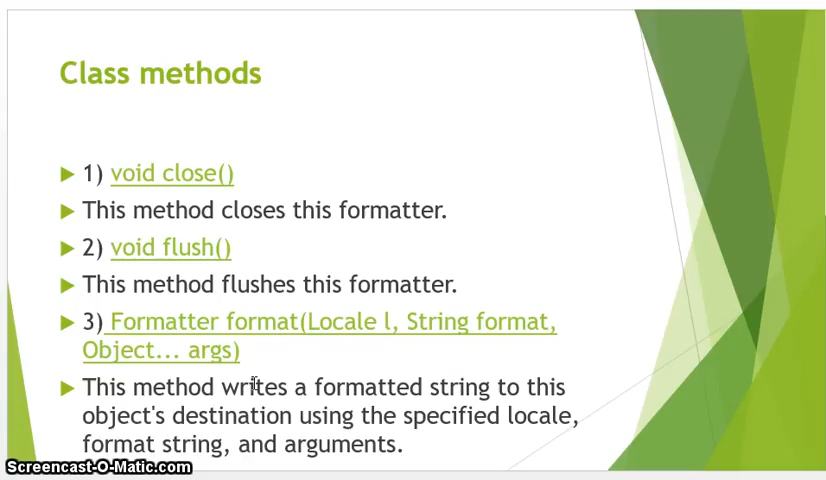 Class methods
1) void close()
This method closes this formatter.
2) void flush()
This method flushes this formatter.
3) Formatter format(Locale l, String format,
Object... args)
This method writes a formatted string to this
object's destination using the specified locale,
format string, and arguments.
Screencast-O-Matic.com